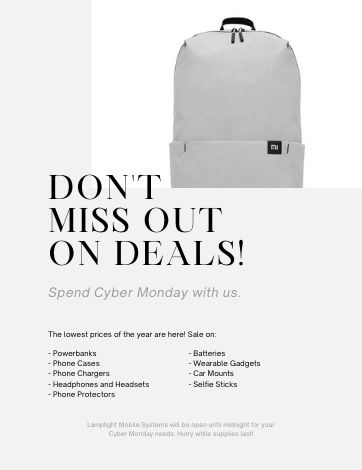 mi
DON'T
MISS OUT
ON DEALS!
Spend Cyber Monday with us.
The lowest prices of the year are here! Sale on:
- Powerbanks
- Phone Cases
- Phone Chargers
- Headphones and Headsets
- Phone Protectors
- Batteries
- Wearable Gadgets
- Car Mounts
- Selfie Sticks
Lamplight Mobile Systems will be open until midnight for your
Cyber Monday needs. Hurry while supplies last!